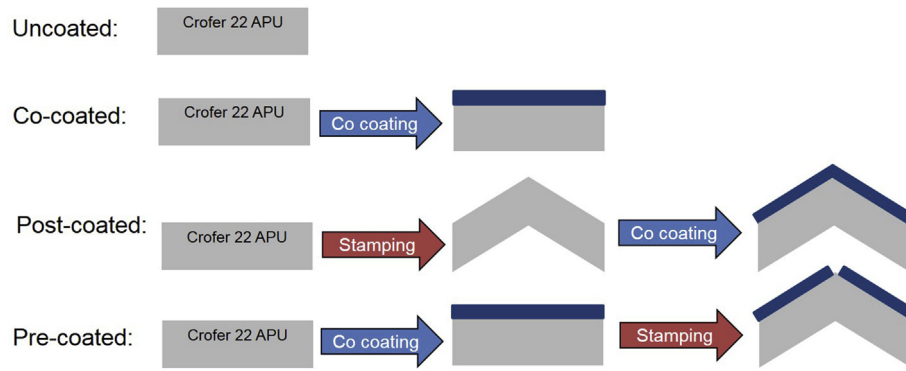 Uncoated:
Crofer 22 APU
Co-coated:
Crofer 22 APU
Co coating
Post-coated:
Crofer 22 APU
Stamping
Co coating
Pre-coated:
Crofer 22 APU
Co coating
Stamping